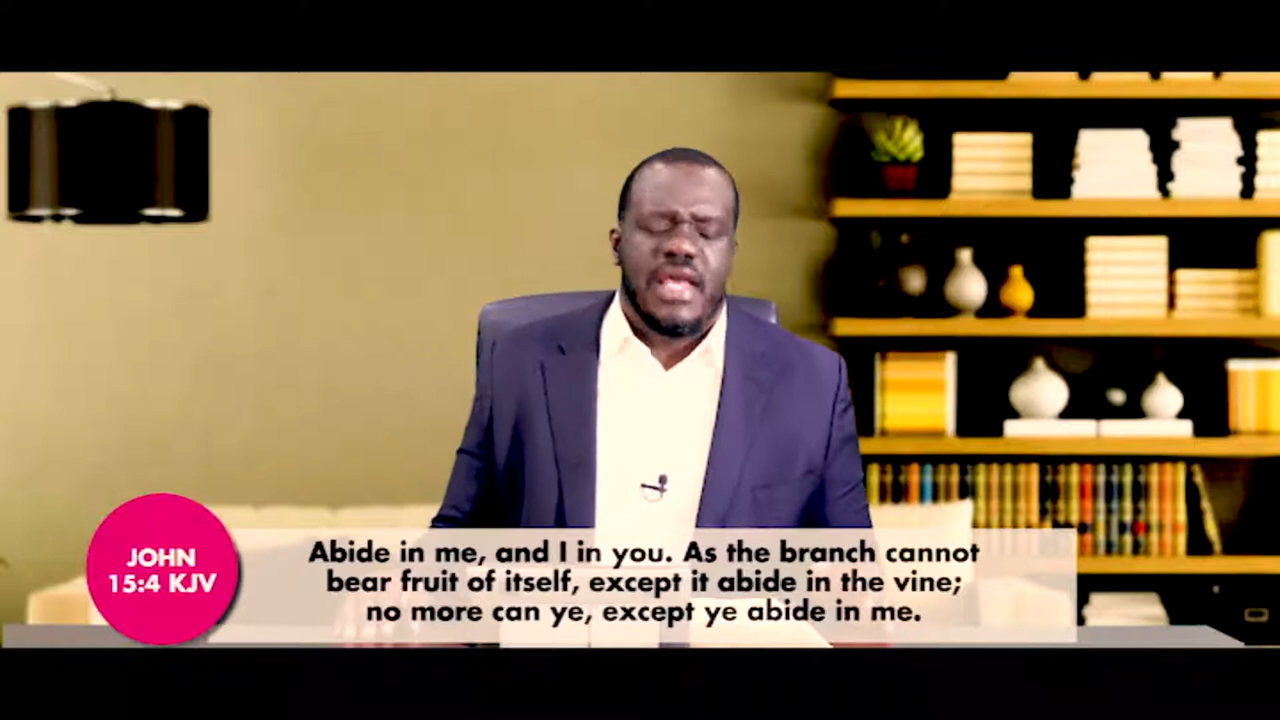 JOHN
15:4 KJV
Abide in me, and I in you. As the branch cannot
bear fruit of itself, except it abide in the vine;
no more can ye, except ye abide in me.